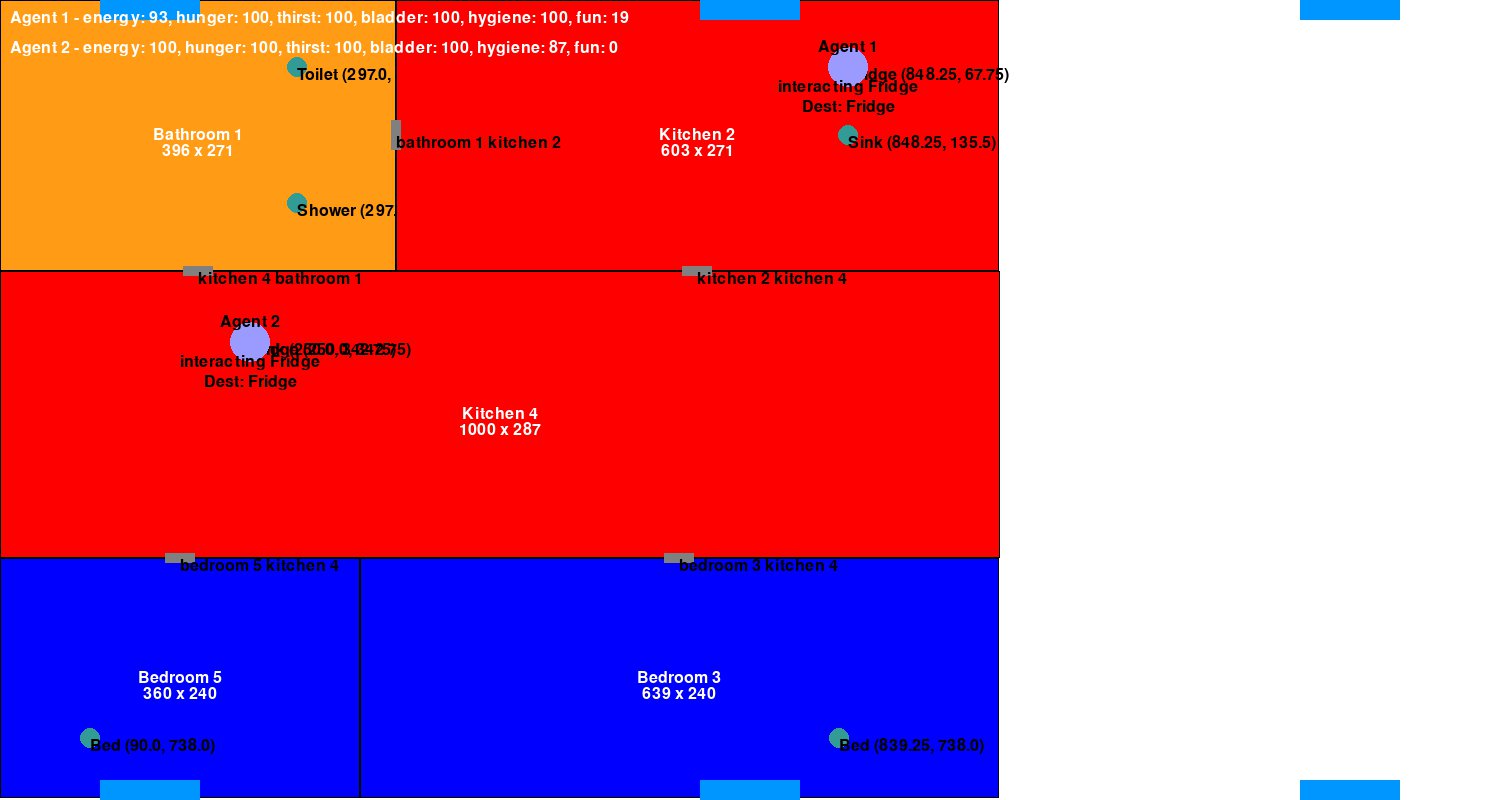 Agent 1 - energy: 93, hunger: 100, thirst: 100, bladder: 100, hygiene: 100, fun: 19
Agent 2 - energy: 100, hunger: 100, thirst: 100, bladder: 100, hygiene: 87, fun: 0
Agent 1
Toilet (297.0,
dge (848.25, 67.75)
interacting Fridge
Dest: Fridge
Bathroom 1
396 x 271
bathroom 1 kitchen 2
Kitchen 2
603 x 271
Sink (848.25, 135.5)
Shower (297.
kitchen 4 bathroom 1
kitchen 2 kitchen 4
Agent 2
interacting Fridge
Dest: Fridge
Kitchen 4
1000 x 287
bedroom 5 kitchen 4
bedroom 3 kitchen 4
Bedroom 5
360 x 240
Bedroom 3
639 x 240
Bed (90.0, 738.0)
Bed (839.25, 738.0)